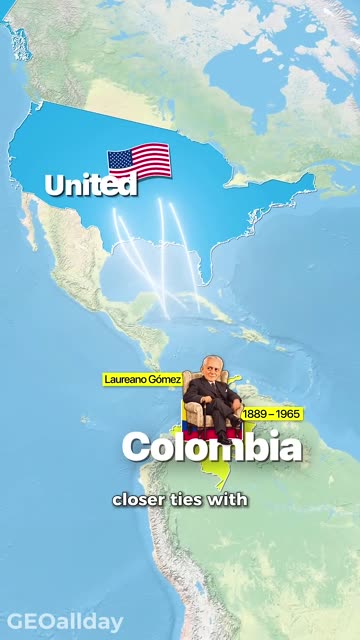 United
Laureano Gómez
1889 – 1965
Colombia
closer ties with
GEOallday